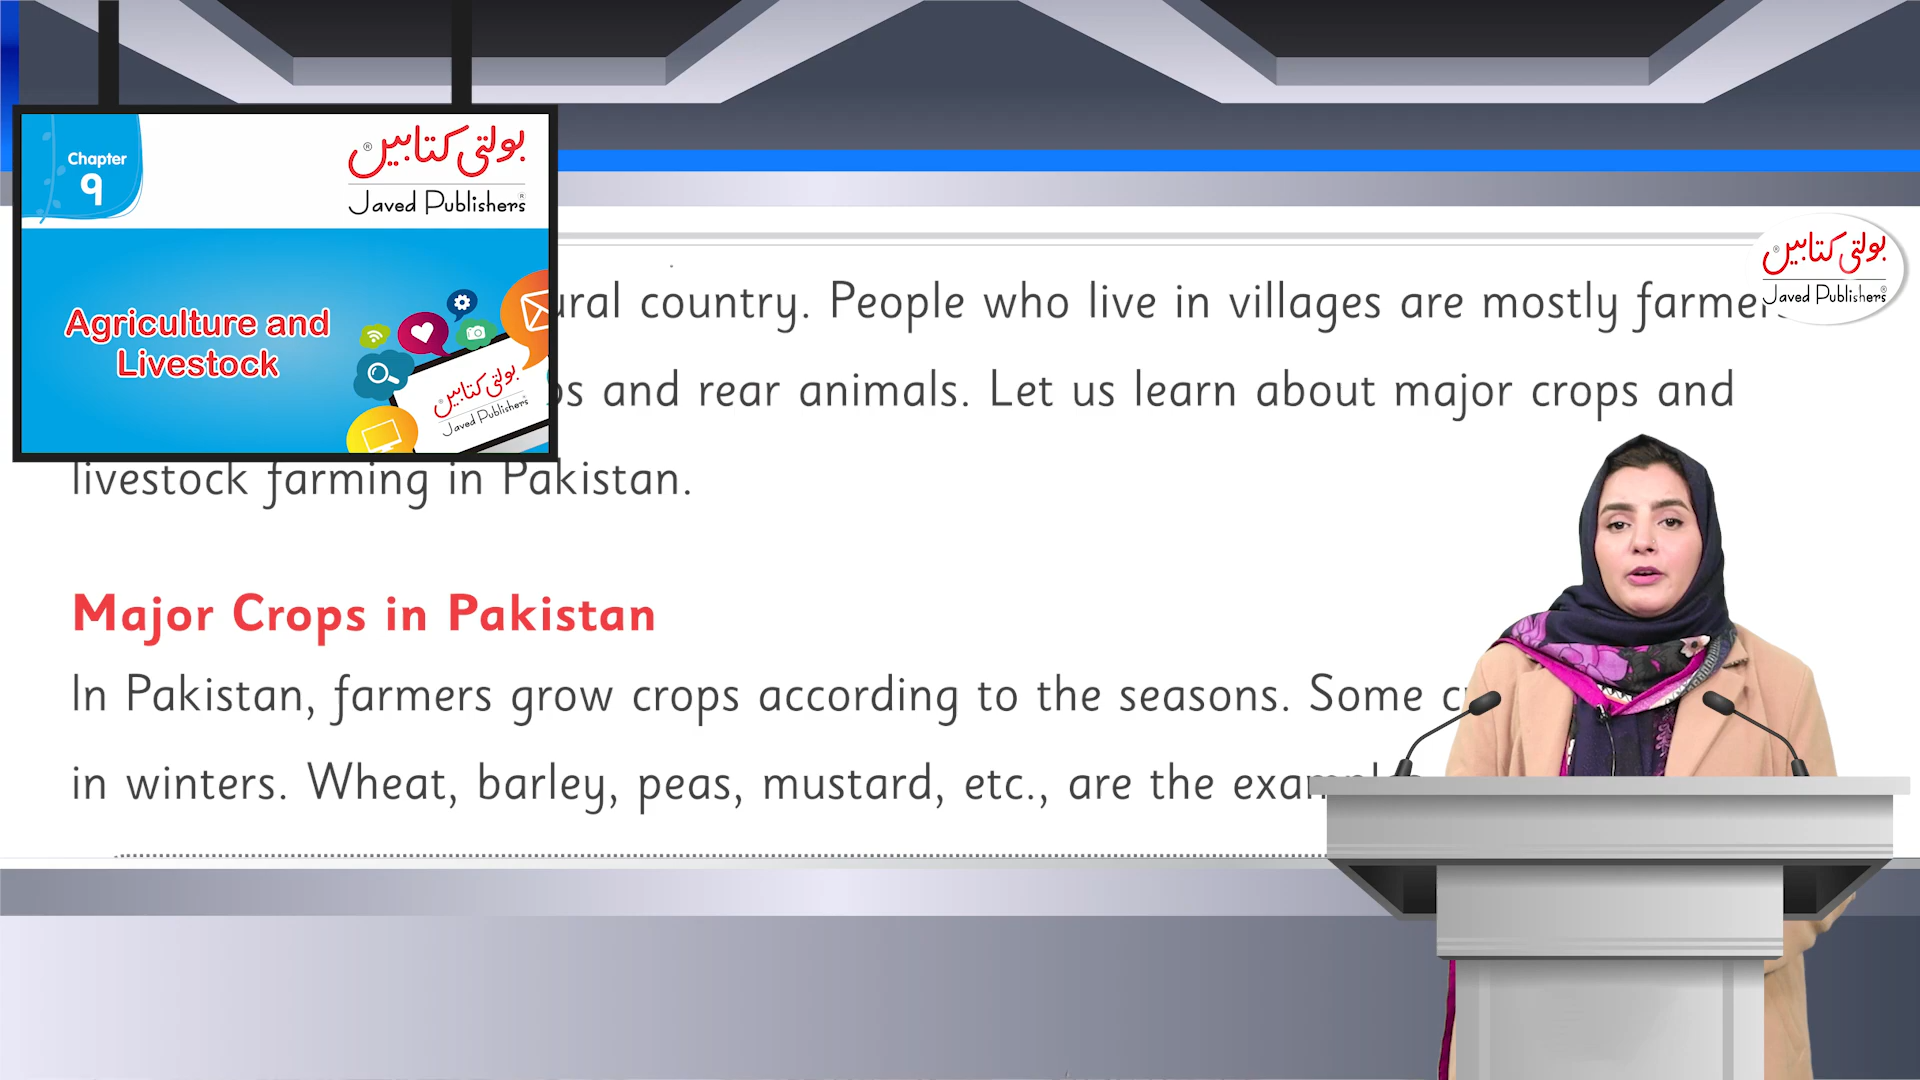 Chapter
9
بولتی کتابیں
Javed Publishers
Agriculture and
Livestock
بولتی کتابیں
Javed Publishers
بولتی کتابیں
Javed Publishers
country. People who live in villages are mostly
and rear animals. Let us learn about major crops and
livestock farming in Pakistan.
Major Crops in Pakistan
In Pakistan, farmers grow crops according to the seasons. Some
in winters. Wheat, barley, peas, mustard, etc., are the